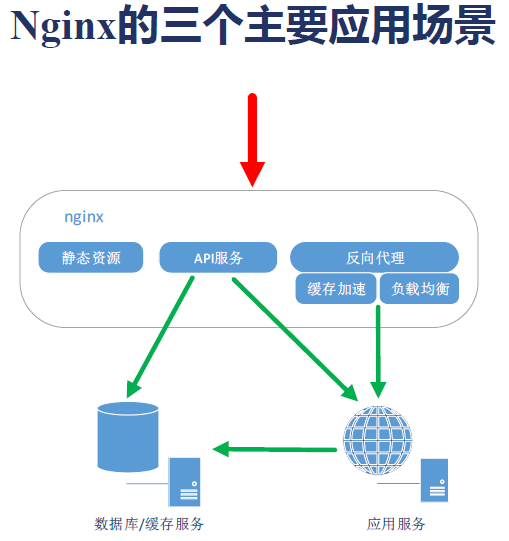 Nginx的三个主要应用场景
nginx
静态资源
API服务
反向代理
缓存加速
负载均衡
数据库/缓存服务
应用服务